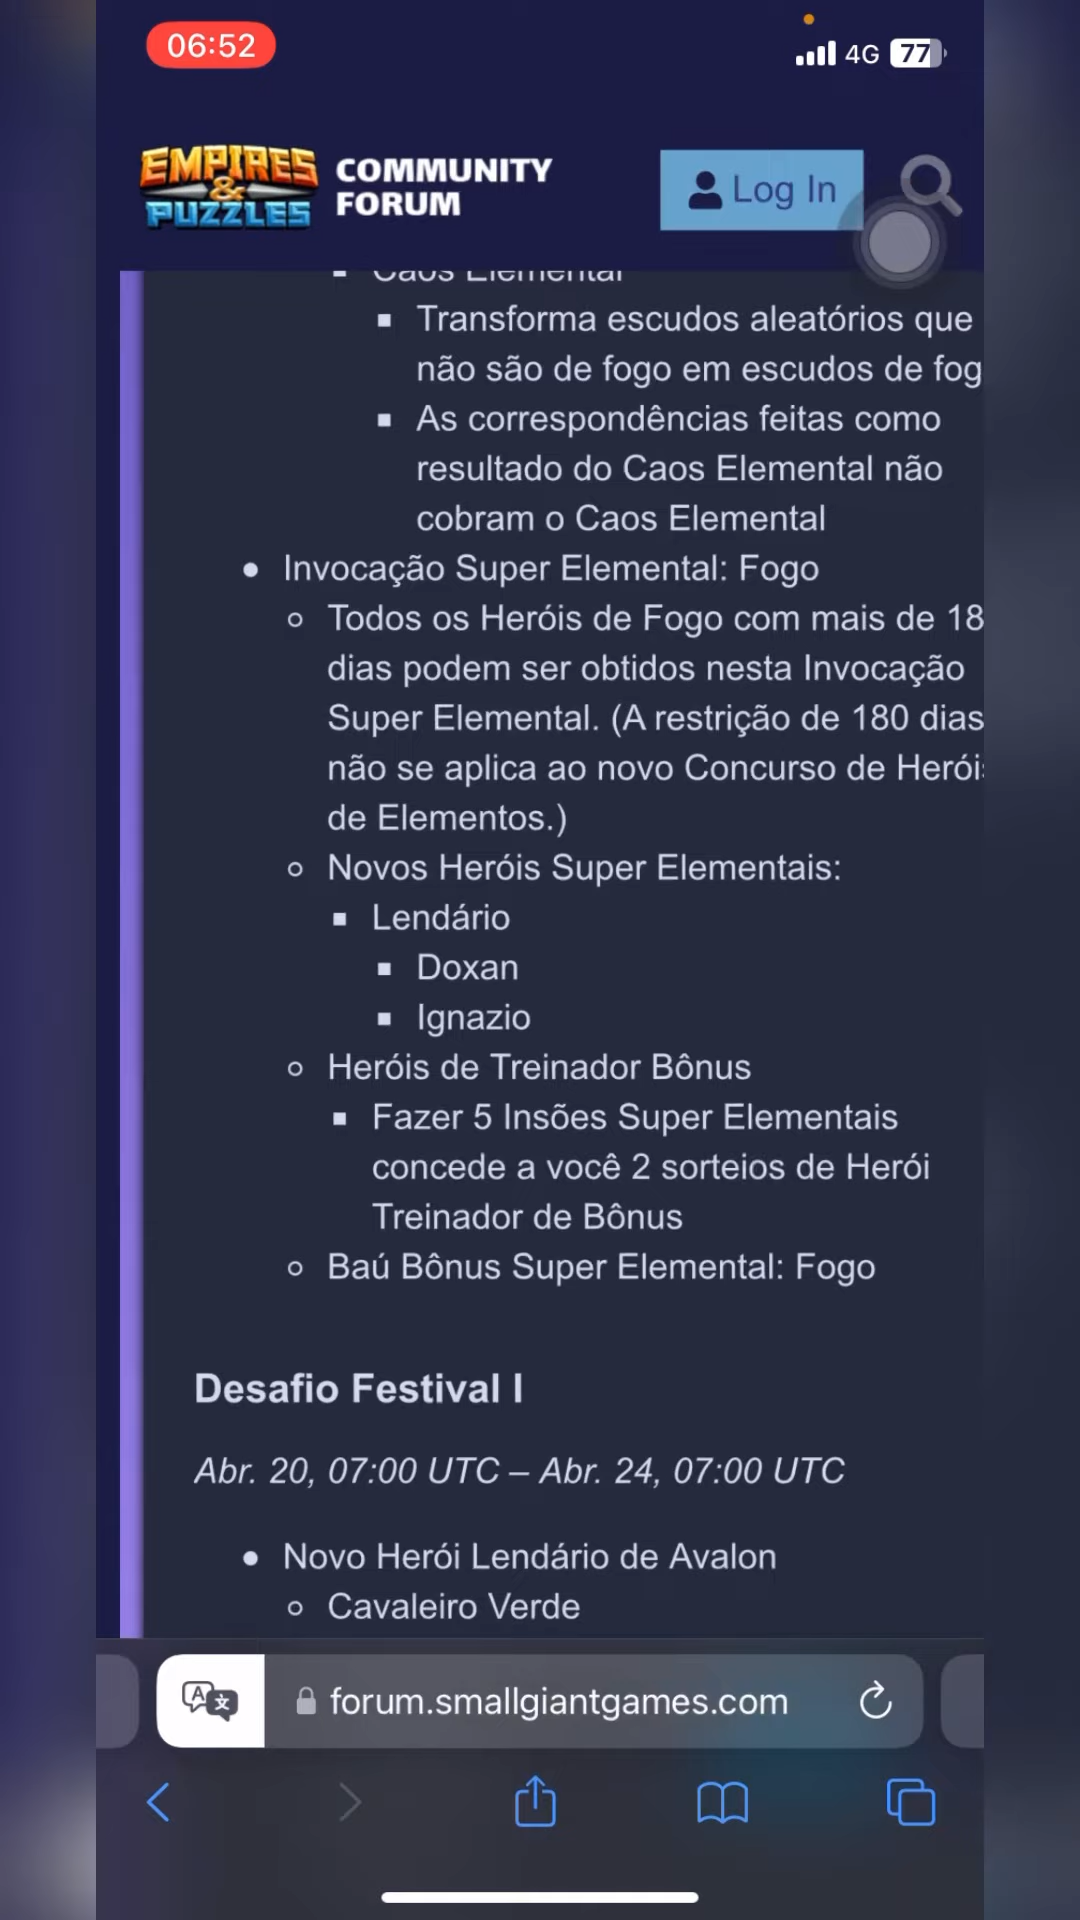 06:52
4G 77
EMPIRES & PUZZLES
COMMUNITY FORUM
Log In
Caos Elemental
Transforma escudos aleatórios que
não são de fogo em escudos de fog
As correspondências feitas como
resultado do Caos Elemental não
cobram o Caos Elemental
Invocação Super Elemental: Fogo
Todos os Heróis de Fogo com mais de 18
dias podem ser obtidos nesta Invocação
Super Elemental. (A restrição de 180 dias
não se aplica ao novo Concurso de Herói
de Elementos.)
Novos Heróis Super Elementais:
Lendário
Doxan
Ignazio
Heróis de Treinador Bônus
Fazer 5 Insões Super Elementais
concede a você 2 sorteios de Herói
Treinador de Bônus
Baú Bônus Super Elemental: Fogo
Desafio Festival I
Abr. 20, 07:00 UTC – Abr. 24, 07:00 UTC
Novo Herói Lendário de Avalon
Cavaleiro Verde
forum.smallgiantgames.com